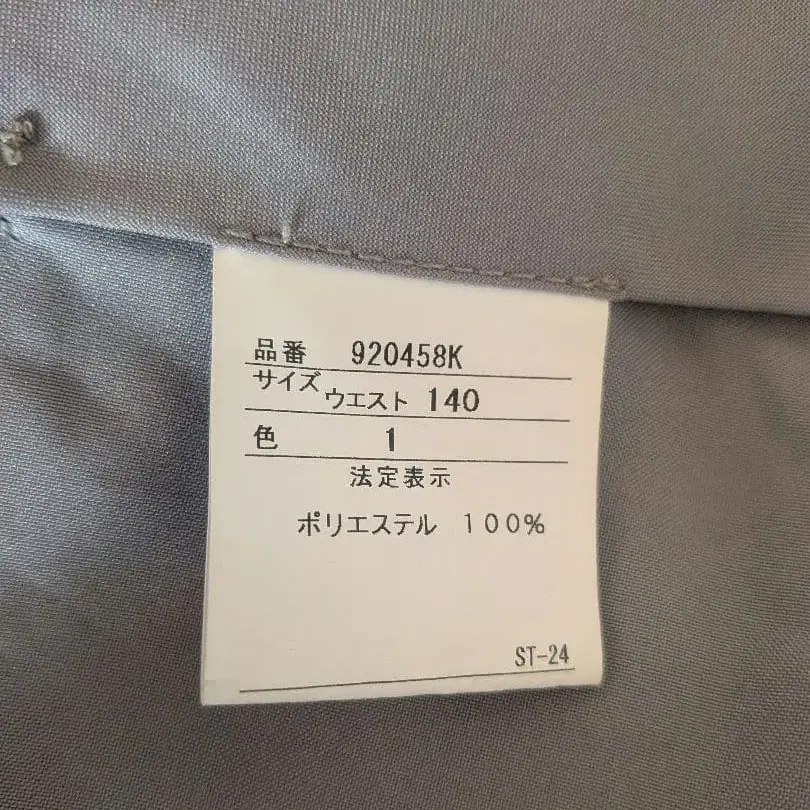 品番 920458K
サイズ ウエスト 140
色 1
法定表示
ポリエステル 100%
ST-24